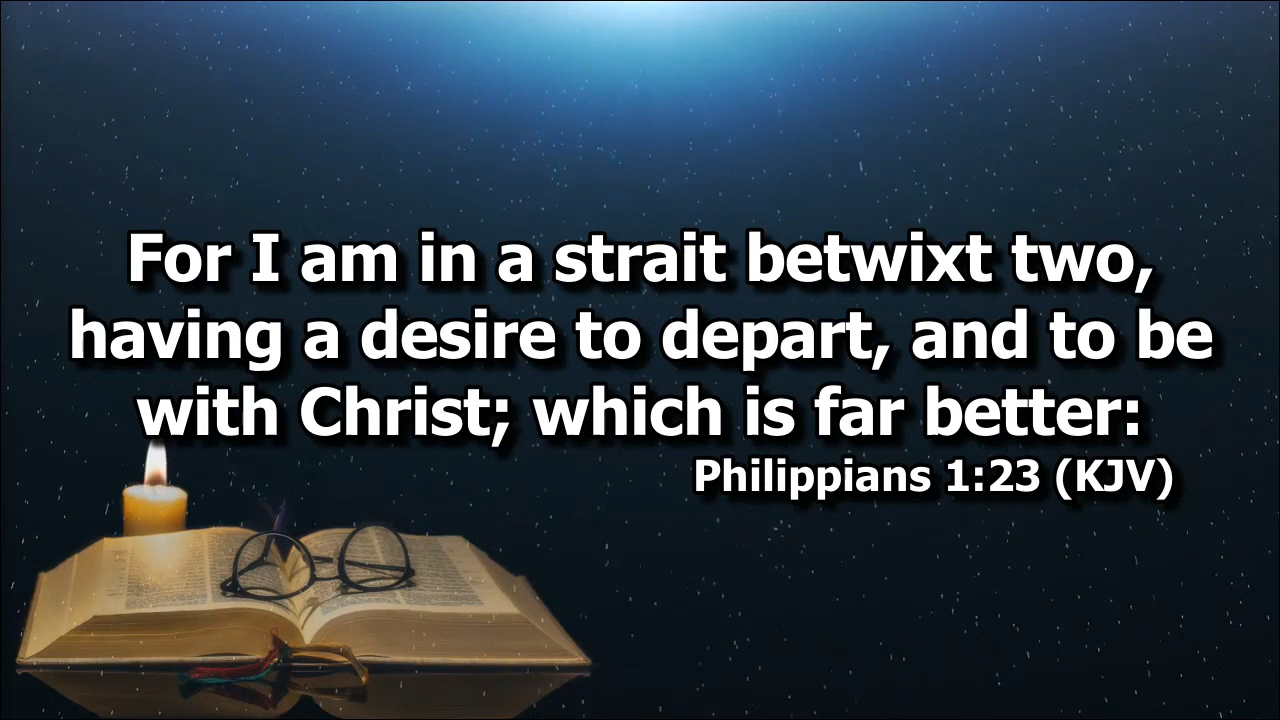 For I am in a strait betwixt two,
having a desire to depart, and to be
with Christ; which is far better:
Philippians 1:23 (KJV)